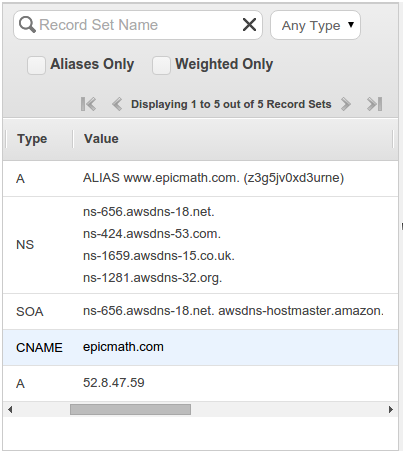 Record Set Name
Any Type
Aliases Only
Weighted Only
Displaying 1 to 5 out of 5 Record Sets
Type Value
A ALIAS www.epicmath.com. (z3g5jv0xd3urne)
NS ns-656.awsdns-18.net.
ns-424.awsdns-53.com.
ns-1659.awsdns-15.co.uk.
ns-1281.awsdns-32.org.
SOA ns-656.awsdns-18.net. awsdns-hostmaster.amazon.
CNAME epicmath.com
A 52.8.47.59